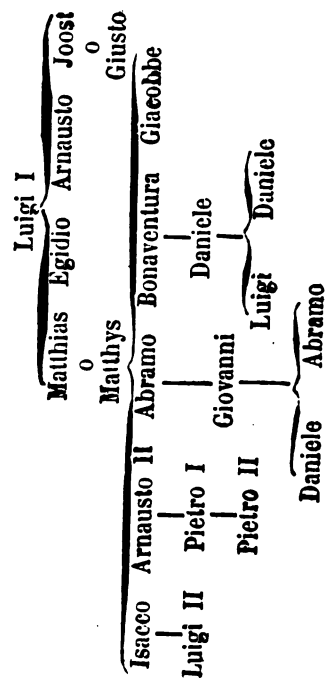 Luigi I
Matthias Egidio Arnausto Joost
o o
Matthys Giusto
Isacco Arnausto II Abramo Bonaventura Giacobbe
Luigi II Pietro I Giovanni Daniele
Pietro II Luigi Daniele
Daniele Abramo